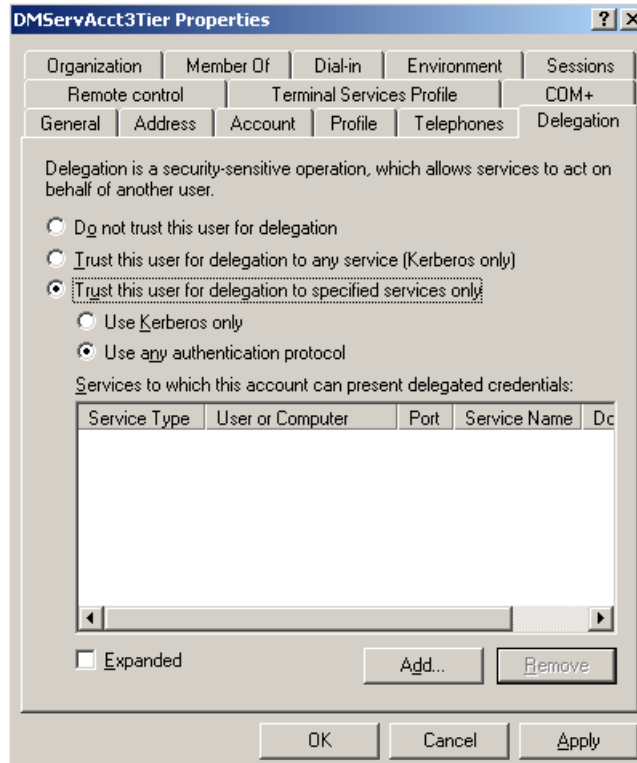 DMServAcct3Tier Properties
Organization Member Of Dial-in Environment Sessions
Remote control Terminal Services Profile COM+
General Address Account Profile Telephones Delegation
Delegation is a security-sensitive operation, which allows services to act on
behalf of another user.
Do not trust this user for delegation
Trust this user for delegation to any service (Kerberos only)
Trust this user for delegation to specified services only
Use Kerberos only
Use any authentication protocol
Services to which this account can present delegated credentials:
Service Type User or Computer Port Service Name Dc
Expanded Add... Remove
OK Cancel Apply